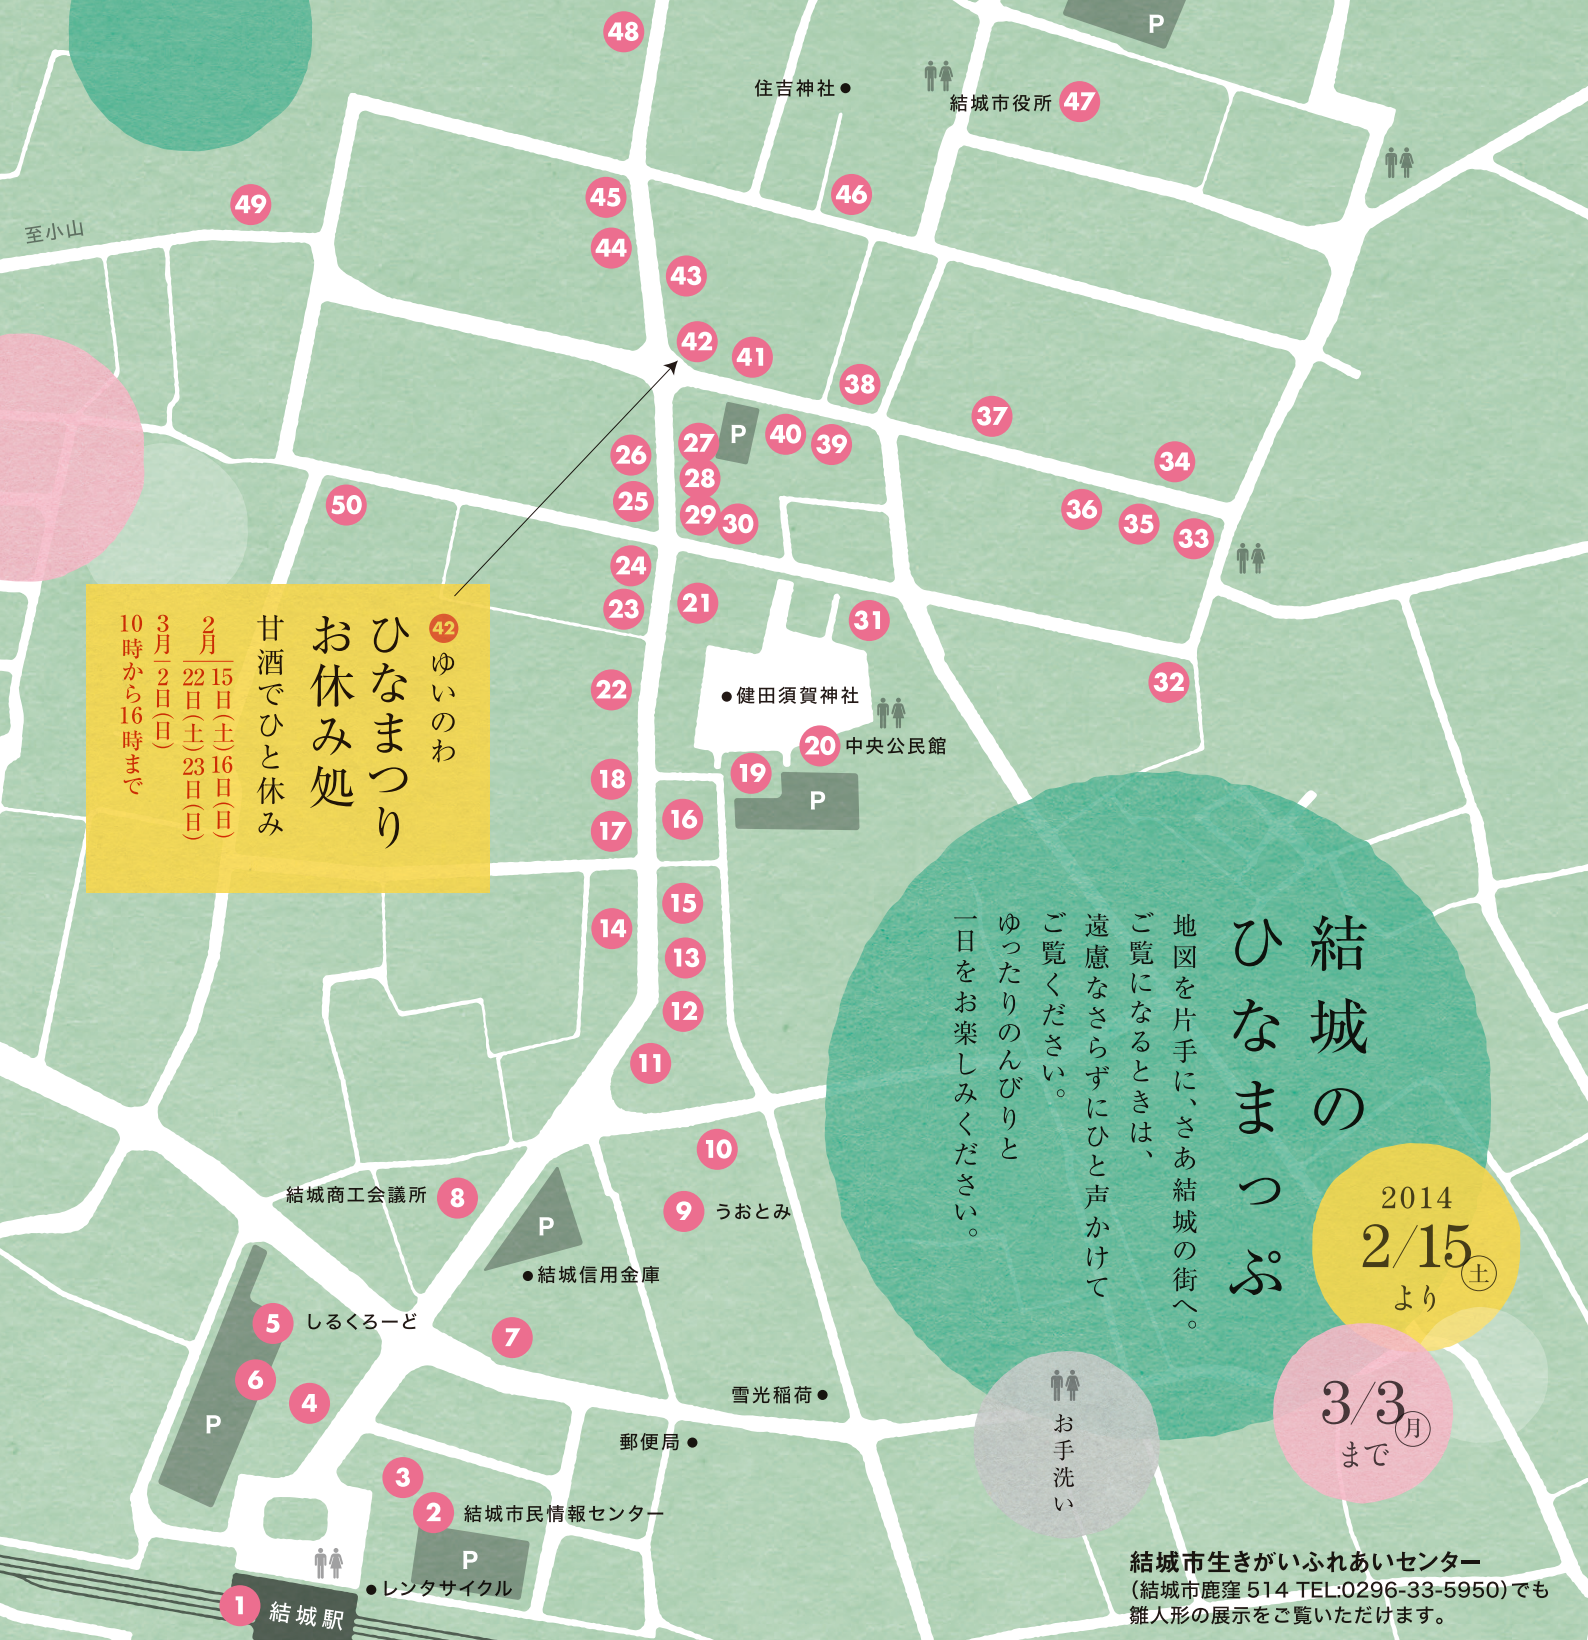 結城の
ひなまっぷ
地図を片手に、さあ結城の街へ。
ご覧になるときは、
遠慮なさらずにひと声かけて
ご覧ください。
ゆったりのんびりと
一日をお楽しみください。
2014
2/15
土
より
3/3
月
まで
お手洗い
42 ゆいのわ
ひなまつり
お休み処
甘酒でひと休み
2月
15日(土)16日(日)
22日(土)23日(日)
3月
2日(日)
10時から16時まで
48
P
住吉神社
結城市役所 47
49
45
46
至小山
44
43
42
41
38
37
P
40
39
27
26
34
28
25
50
36
35
33
29
30
24
23
21
31
22
健田須賀神社
32
20 中央公民館
18
19
P
17
16
15
14
13
12
11
10
結城商工会議所 8
9 うおとみ
P
結城信用金庫
5 しるくろーど
7
6
4
P
雪光稲荷
郵便局
3
2 結城市民情報センター
P
レンタサイクル
1 結城駅
結城市生きがいふれあいセンター
(結城市鹿窪514 TEL:0296-33-5950)でも
雛人形の展示をご覧いただけます。